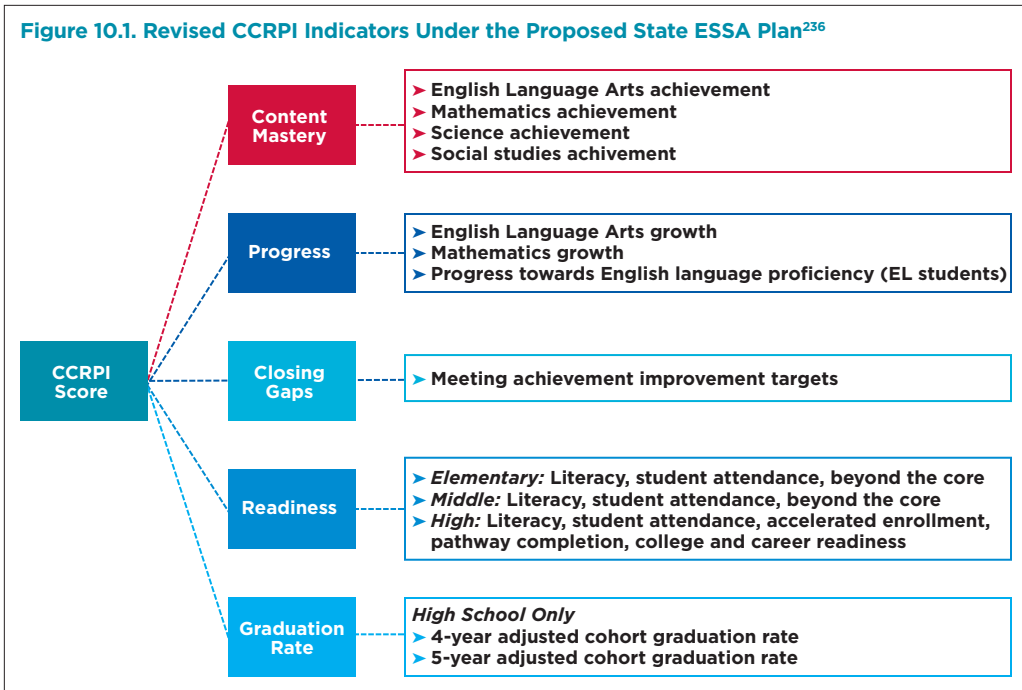 Figure 10.1. Revised CCRPI Indicators Under the Proposed State ESSA Plan236
CCRPI
Score
Content
Mastery
➤ English Language Arts achievement
➤ Mathematics achievement
➤ Science achievement
➤ Social studies achivement
Progress
➤ English Language Arts growth
➤ Mathematics growth
➤ Progress towards English language proficiency (EL students)
Closing
Gaps
➤ Meeting achievement improvement targets
Readiness
➤ Elementary: Literacy, student attendance, beyond the core
➤ Middle: Literacy, student attendance, beyond the core
➤ High: Literacy, student attendance, accelerated enrollment,
pathway completion, college and career readiness
Graduation
Rate
High School Only
➤ 4-year adjusted cohort graduation rate
➤ 5-year adjusted cohort graduation rate